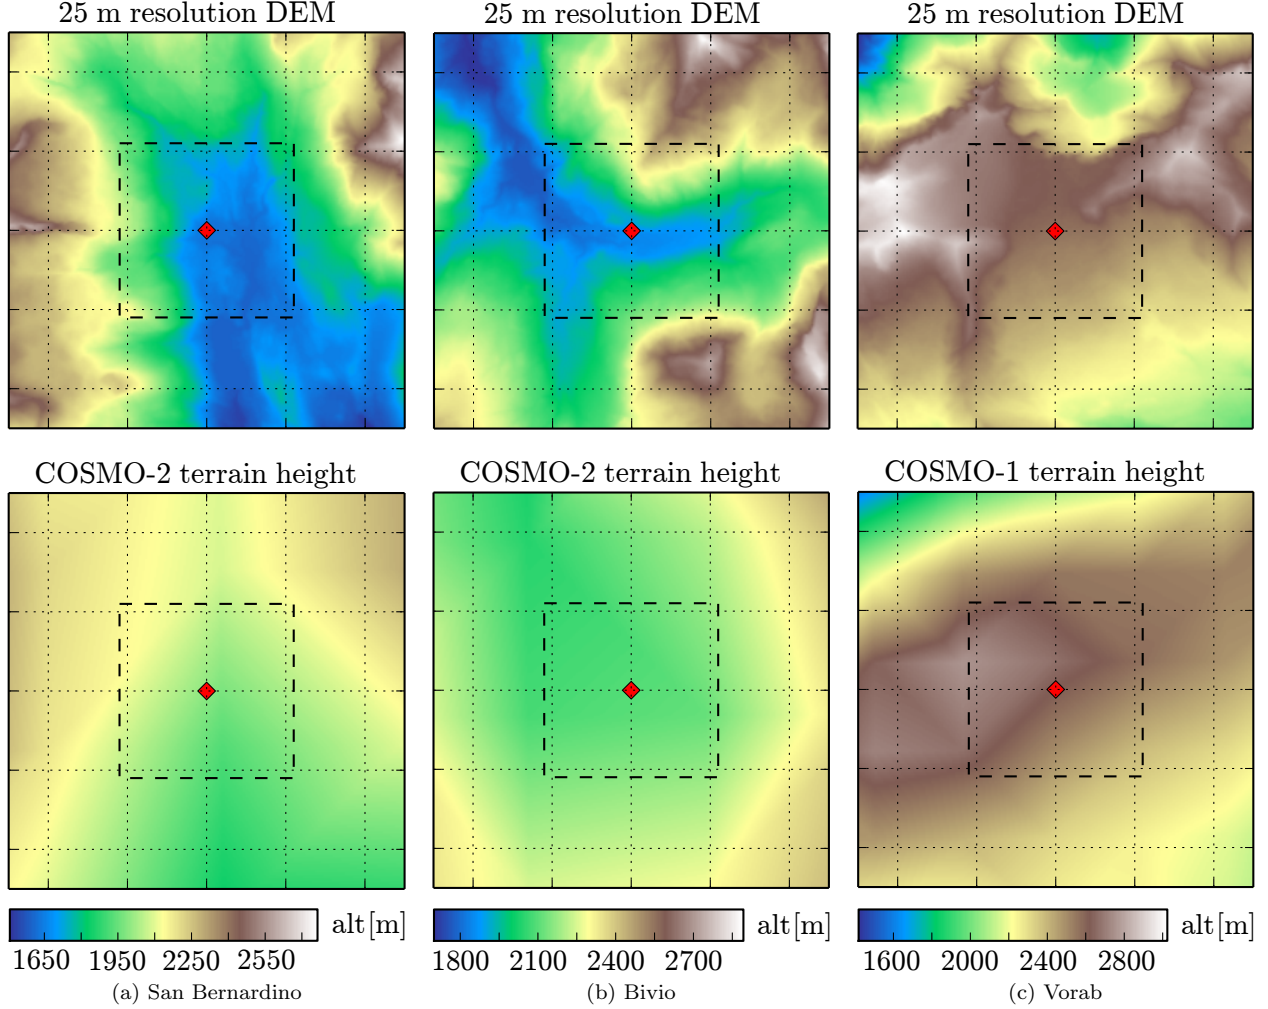 25 m resolution DEM
25 m resolution DEM
25 m resolution DEM
COSMO-2 terrain height
COSMO-2 terrain height
COSMO-1 terrain height
alt[m]
alt[m]
alt[m]
1650 1950 2250 2550
1800 2100 2400 2700
1600 2000 2400 2800
(a) San Bernardino
(b) Bivio
(c) Vorab